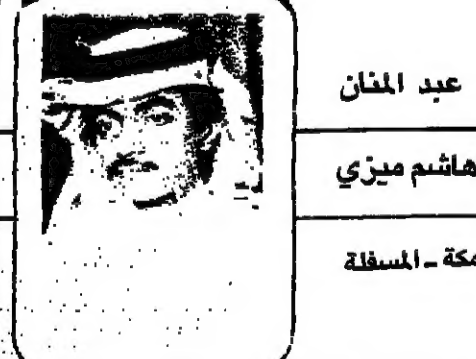 عبد المنان
هاشم ميزي
مكة - المسفلة